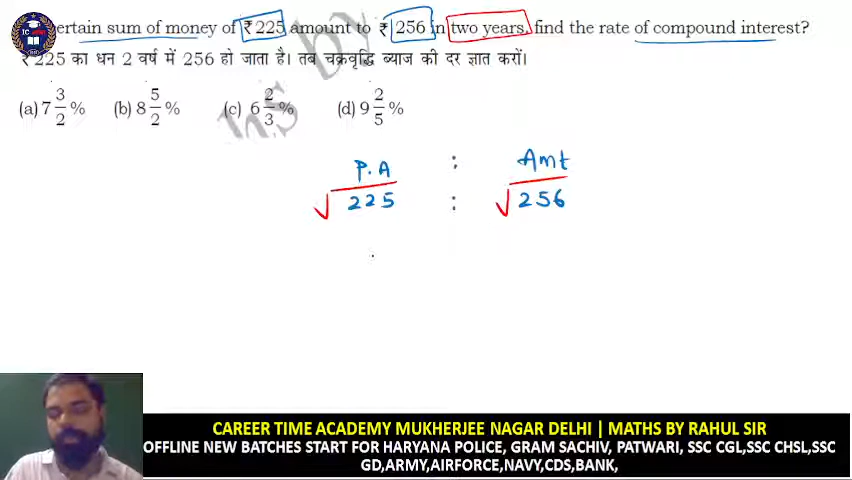 ertain sum of money of ₹225 amount to ₹ 256 in two years, find the rate of compound interest?
₹225 का धन 2 वर्ष में 256 हो जाता है। तब चक्रवृद्धि ब्याज की दर ज्ञात करों।
(a) 7 3/2 % (b) 8 5/2 % (c) 6 2/3 % (d) 9 2/5 %
hs by
P.A : Amt
√225 : √256
CAREER TIME ACADEMY MUKHERJEE NAGAR DELHI | MATHS BY RAHUL SIR
OFFLINE NEW BATCHES START FOR HARYANA POLICE, GRAM SACHIV, PATWARI, SSC CGL,SSC CHSL,SSC
GD,ARMY,AIRFORCE,NAVY,CDS,BANK,